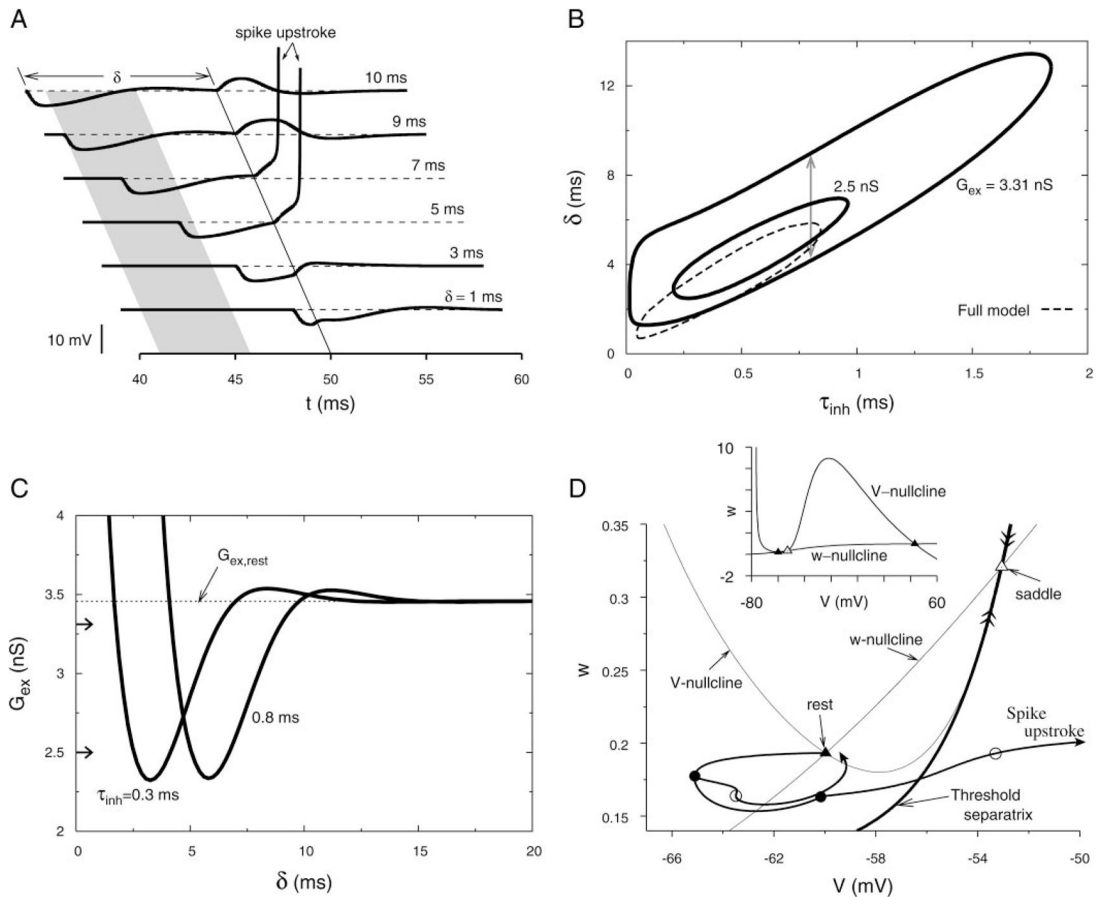 A
spike upstroke
δ
10 ms
9 ms
7 ms
5 ms
3 ms
δ = 1 ms
10 mV
40 45 50 55 60
t (ms)
B
12
8
4
0
δ (ms)
2.5 nS
G_ex = 3.31 nS
Full model
0 0.5 1 1.5 2
τ_inh (ms)
C
4
3.5
3
2.5
2
G_ex (nS)
G_ex,rest
0.8 ms
τ_inh=0.3 ms
0 5 10 15 20
δ (ms)
D
10
w
-2
V−nullcline
w−nullcline
-80 60
V (mV)
0.35
0.3
0.25
0.2
0.15
w
saddle
w-nullcline
V-nullcline
rest
Spike
upstroke
Threshold
separatrix
-66 -62 -58 -54 -50
V (mV)